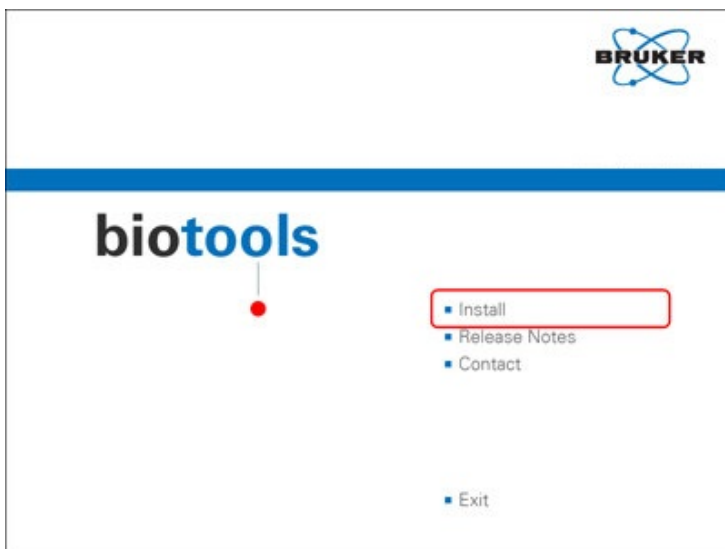 BRUKER
biotools
Install
Release Notes
Contact
Exit